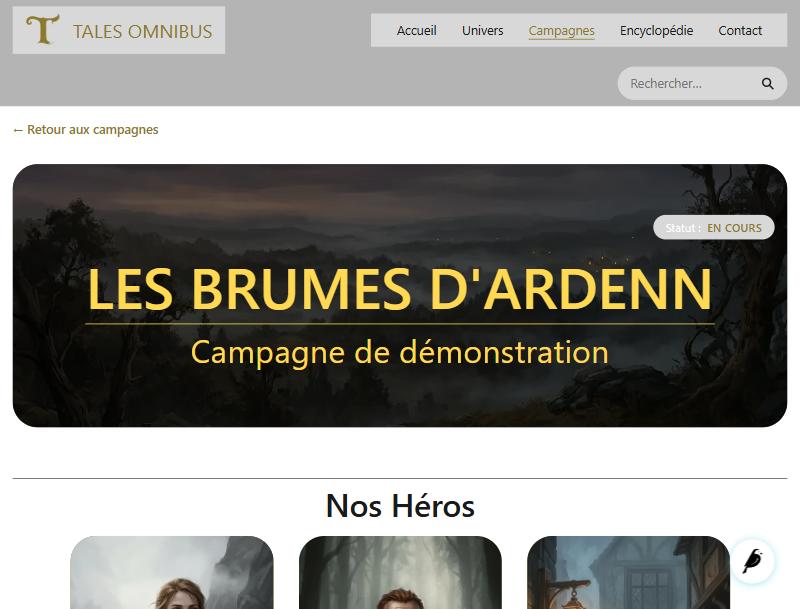 TALES OMNIBUS
Accueil Univers Campagnes Encyclopédie Contact
Rechercher...
← Retour aux campagnes
Statut : EN COURS
LES BRUMES D'ARDENN
Campagne de démonstration
Nos Héros